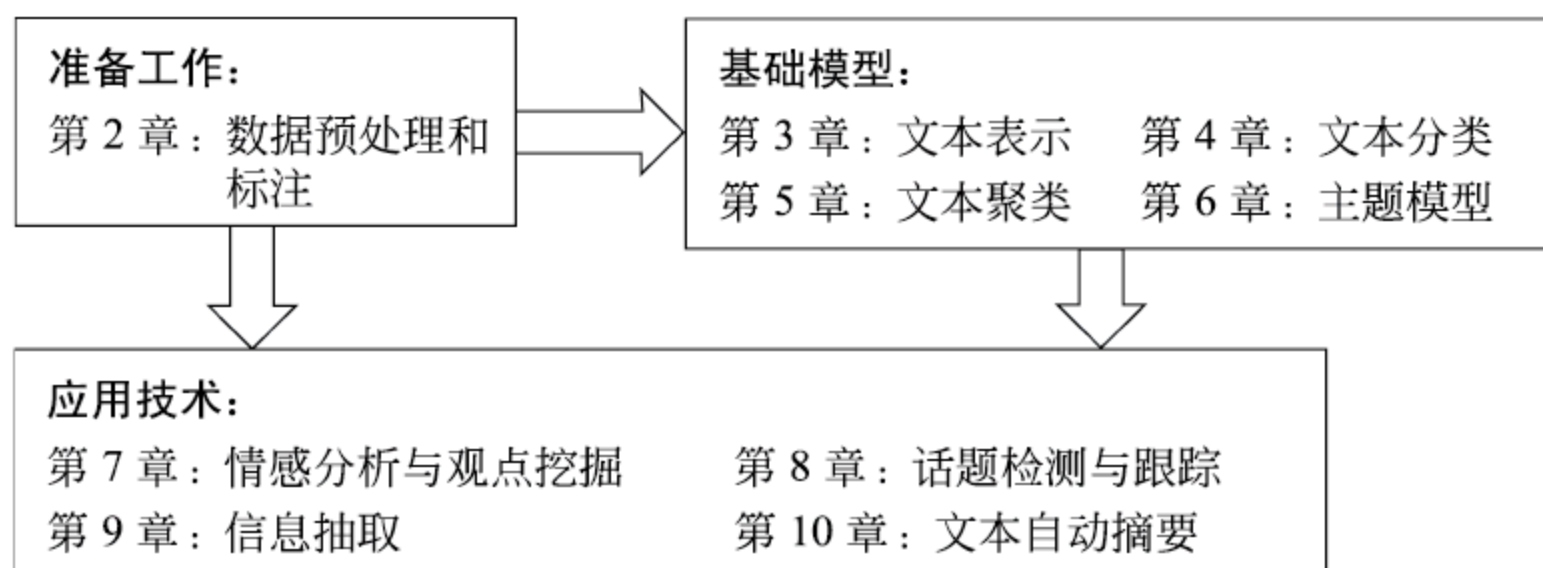 准备工作：
第 2 章：数据预处理和
标注
基础模型：
第 3 章：文本表示 第 4 章：文本分类
第 5 章：文本聚类 第 6 章：主题模型
应用技术：
第 7 章：情感分析与观点挖掘 第 8 章：话题检测与跟踪
第 9 章：信息抽取 第 10 章：文本自动摘要